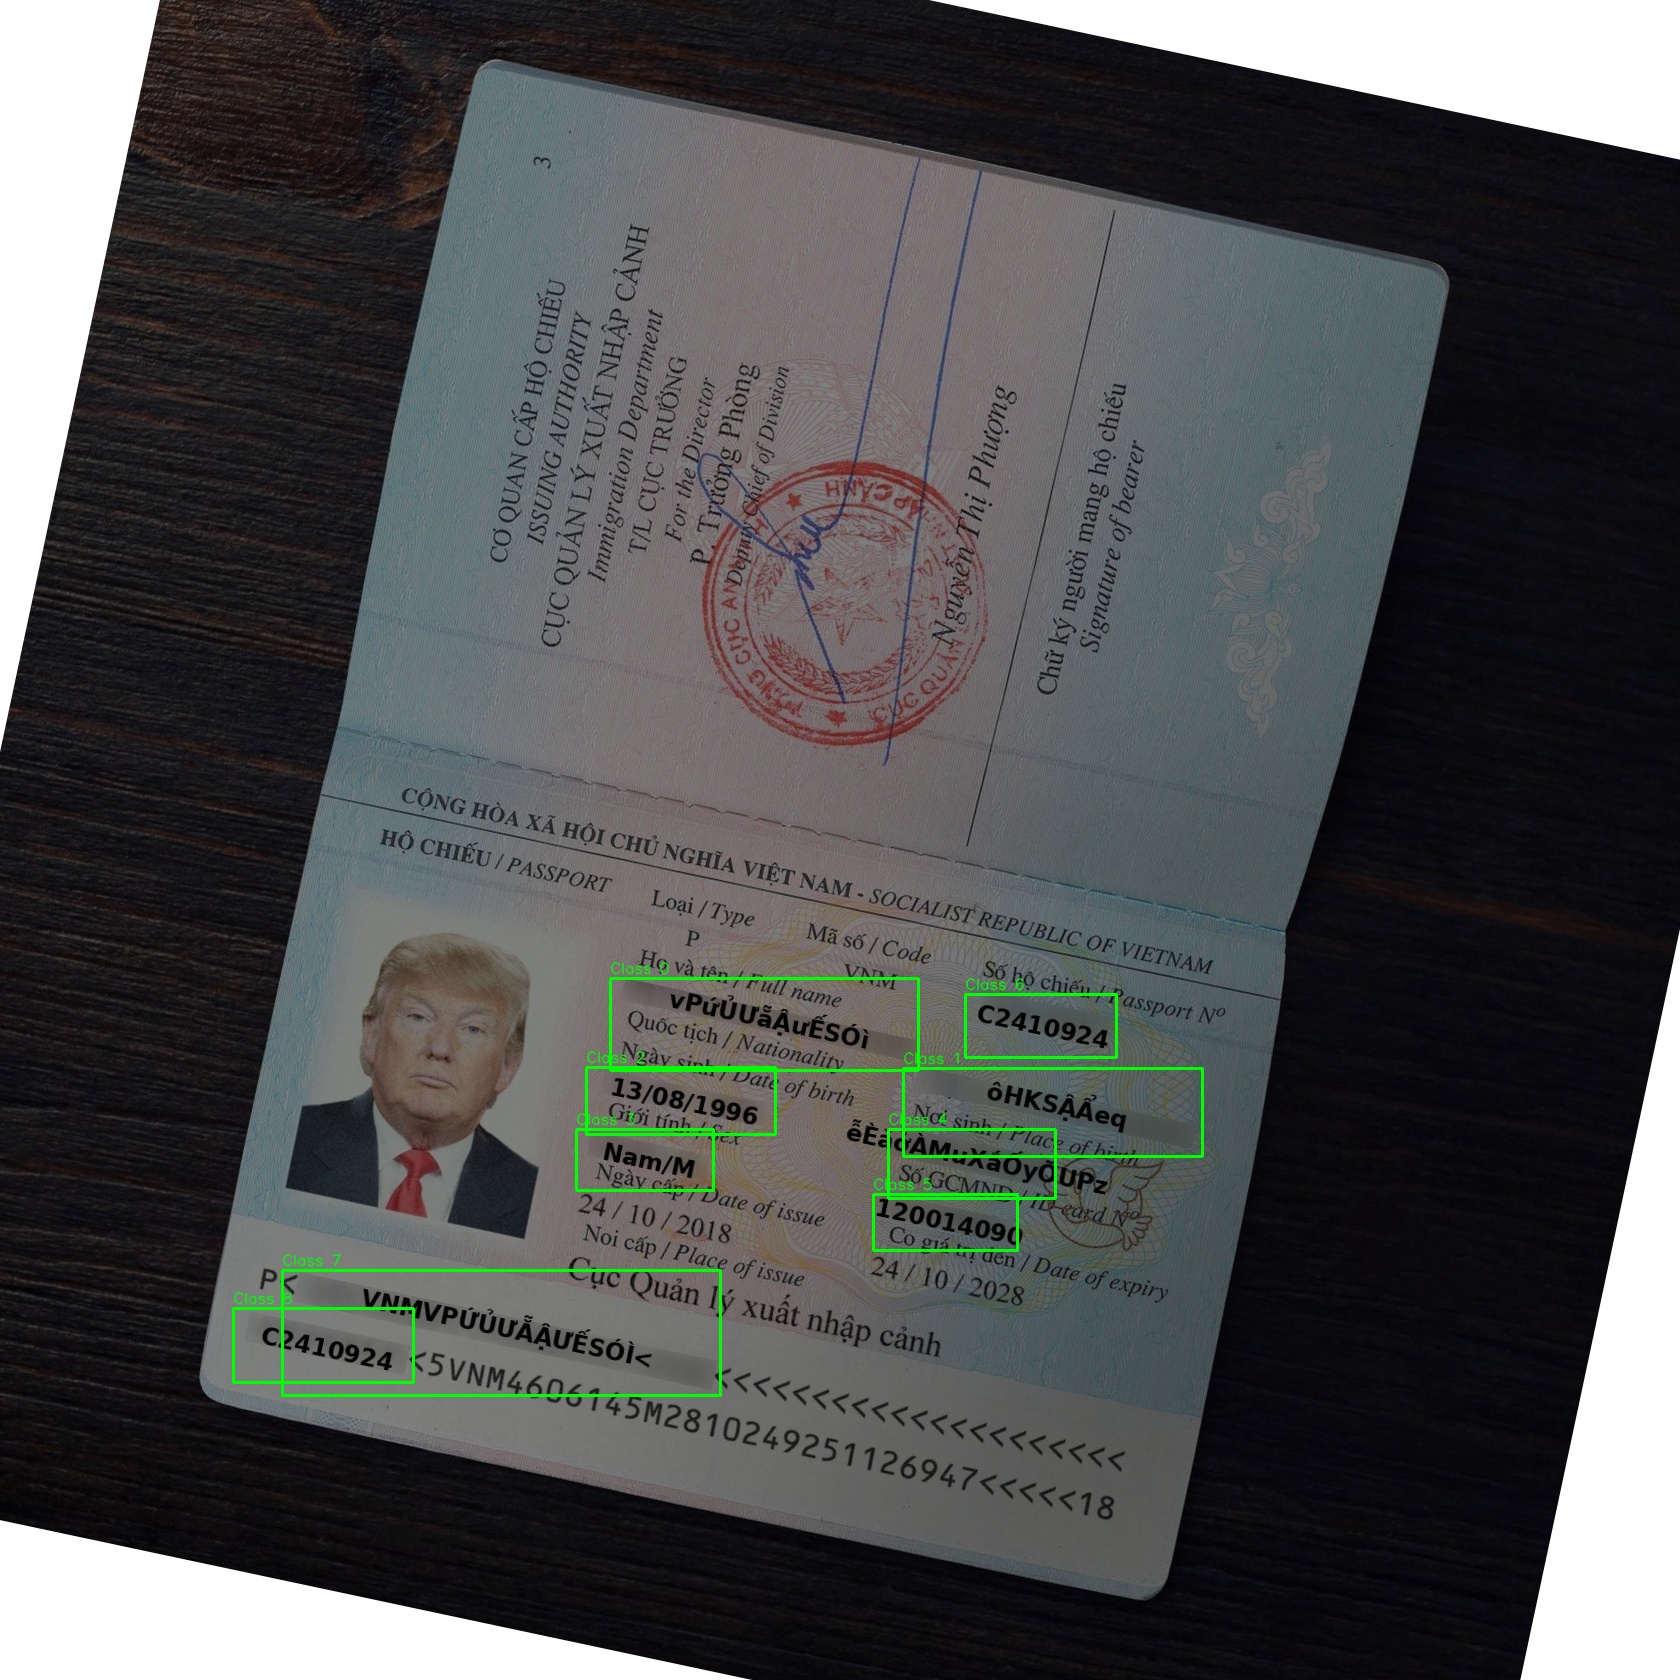 3
CƠ QUAN CẤP HỘ CHIẾU
ISSUING AUTHORITY
CỤC QUẢN LÝ XUẤT NHẬP CẢNH
Immigration Department
T/L CỤC TRƯỞNG
For the Director
P. Trưởng Phòng
Deputy Chief of Division
Nguyễn Thị Phượng
Chữ ký người mang hộ chiếu
Signature of bearer
CỘNG HÒA XÃ HỘI CHỦ NGHĨA VIỆT NAM - SOCIALIST REPUBLIC OF VIETNAM
HỘ CHIẾU / PASSPORT
Loại / Type
Mã số / Code
Số hộ chiếu / Passport Nº
P
VNM
Class 6
C2410924
Họ và tên / Full name
Class 0
vPứỦƯẫẬưẾSÓì
Quốc tịch / Nationality
Class 1
ôHKSẬẨeq
Ngày sinh / Date of birth
Class 2
13/08/1996
Nơi sinh / Place of birth
Giới tính / Sex
Class 3
Nam/M
Class 4
Số GCMND / ID card Nº
Class 5
120014090
Ngày cấp / Date of issue
24 / 10 / 2018
Có giá trị đến / Date of expiry
24 / 10 / 2028
Nơi cấp / Place of issue
Cục Quản lý xuất nhập cảnh
Class 7
P<
VNMVPỨỦƯẪẬƯẾSÓÌ<
<<<<<<<<<<<<<<<<<<<<
Class 8
C2410924 <5VNM4606145M2810249251126947<<<<<18